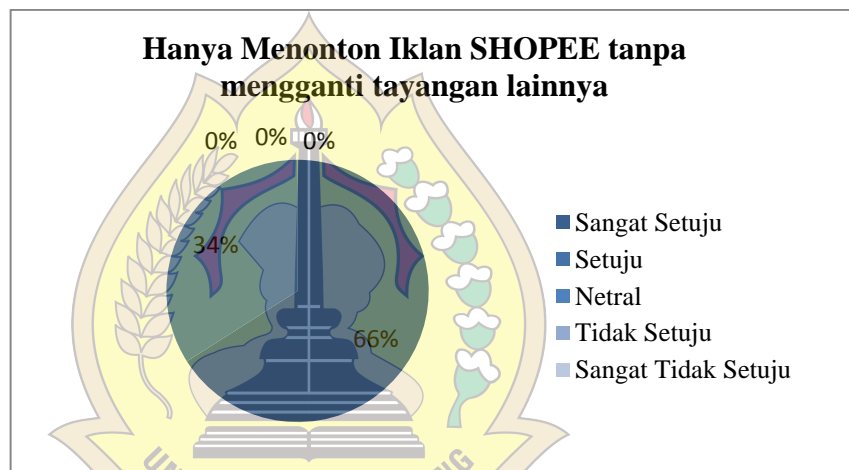 Hanya Menonton Iklan SHOPEE tanpa
mengganti tayangan lainnya
0% 0% 0%
34%
66%
Sangat Setuju
Setuju
Netral
Tidak Setuju
Sangat Tidak Setuju